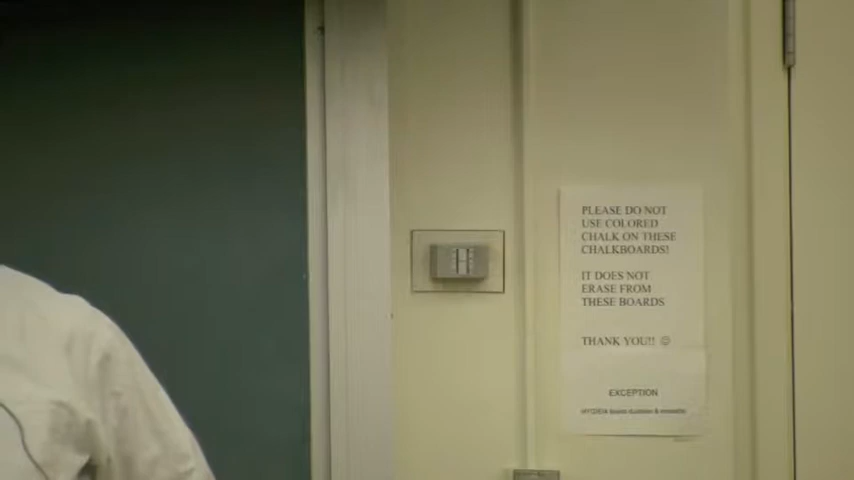 PLEASE DO NOT
USE COLORED
CHALK ON THESE
CHALKBOARDS!
IT DOES NOT
ERASE FROM
THESE BOARDS
THANK YOU!! ☺
EXCEPTION